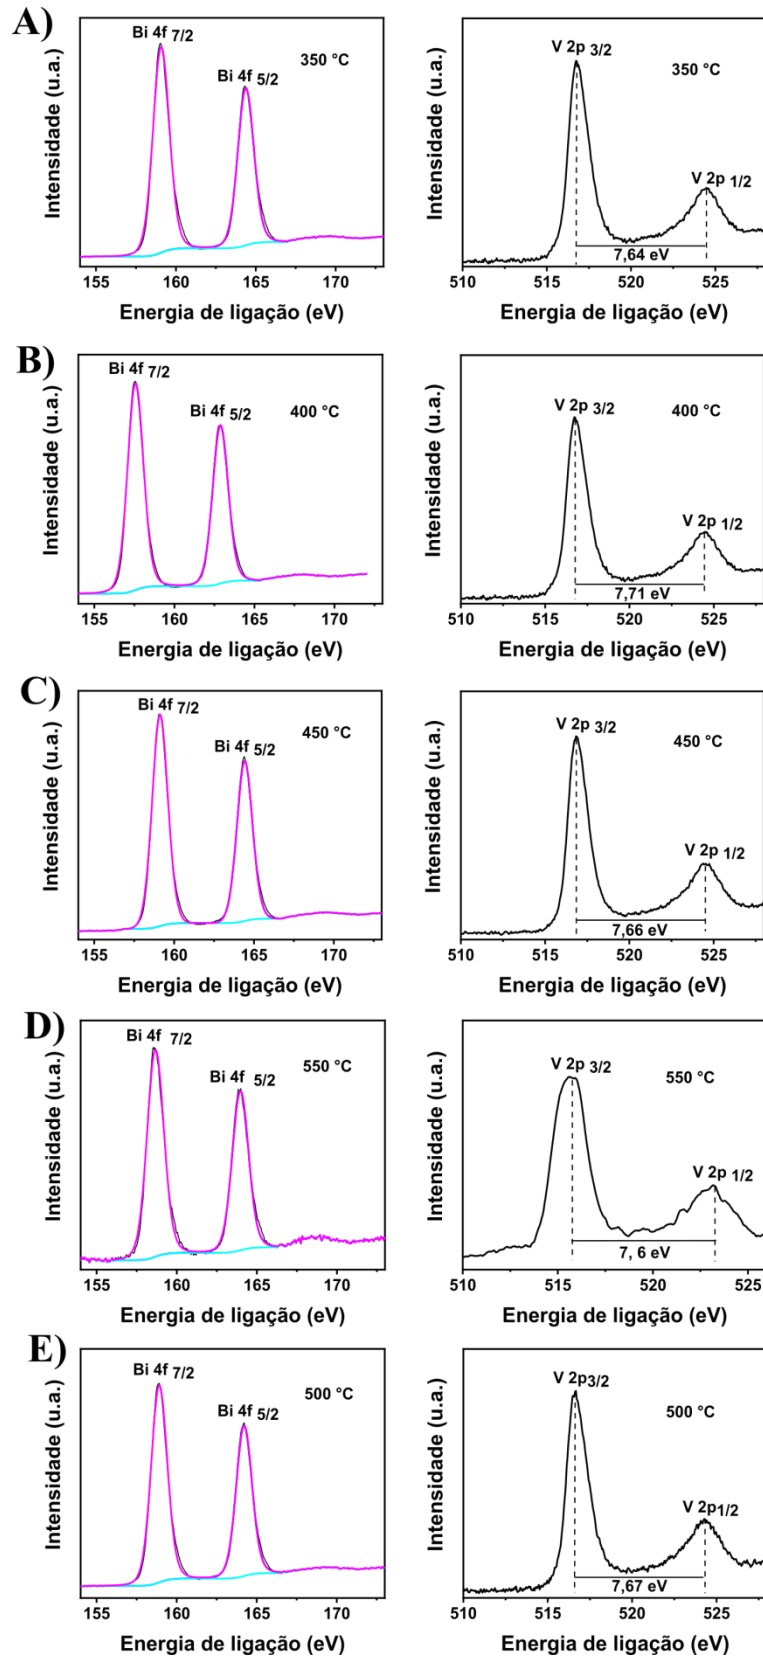 A)
Bi 4f 7/2
Bi 4f 5/2
350 °C
Intensidade (u.a.)
155 160 165 170
Energia de ligação (eV)
V 2p 3/2
350 °C
V 2p 1/2
7,64 eV
Intensidade (u.a.)
510 515 520 525
Energia de ligação (eV)
B)
Bi 4f 7/2
Bi 4f 5/2
400 °C
Intensidade (u.a.)
155 160 165 170
Energia de ligação (eV)
V 2p 3/2
400 °C
V 2p 1/2
7,71 eV
Intensidade (u.a.)
510 515 520 525
Energia de ligação (eV)
C)
Bi 4f 7/2
Bi 4f 5/2
450 °C
Intensidade (u.a.)
155 160 165 170
Energia de ligação (eV)
V 2p 3/2
450 °C
V 2p 1/2
7,66 eV
Intensidade (u.a.)
510 515 520 525
Energia de ligação (eV)
D)
Bi 4f 7/2
Bi 4f 5/2
550 °C
Intensidade (u.a.)
155 160 165 170
Energia de ligação (eV)
V 2p 3/2
550 °C
V 2p 1/2
7, 6 eV
Intensidade (u.a.)
510 515 520 525
Energia de ligação (eV)
E)
Bi 4f 7/2
Bi 4f 5/2
500 °C
Intensidade (u.a.)
155 160 165 170
Energia de ligação (eV)
V 2p3/2
500 °C
V 2p1/2
7,67 eV
Intensidade (u.a.)
510 515 520 525
Energia de ligação (eV)